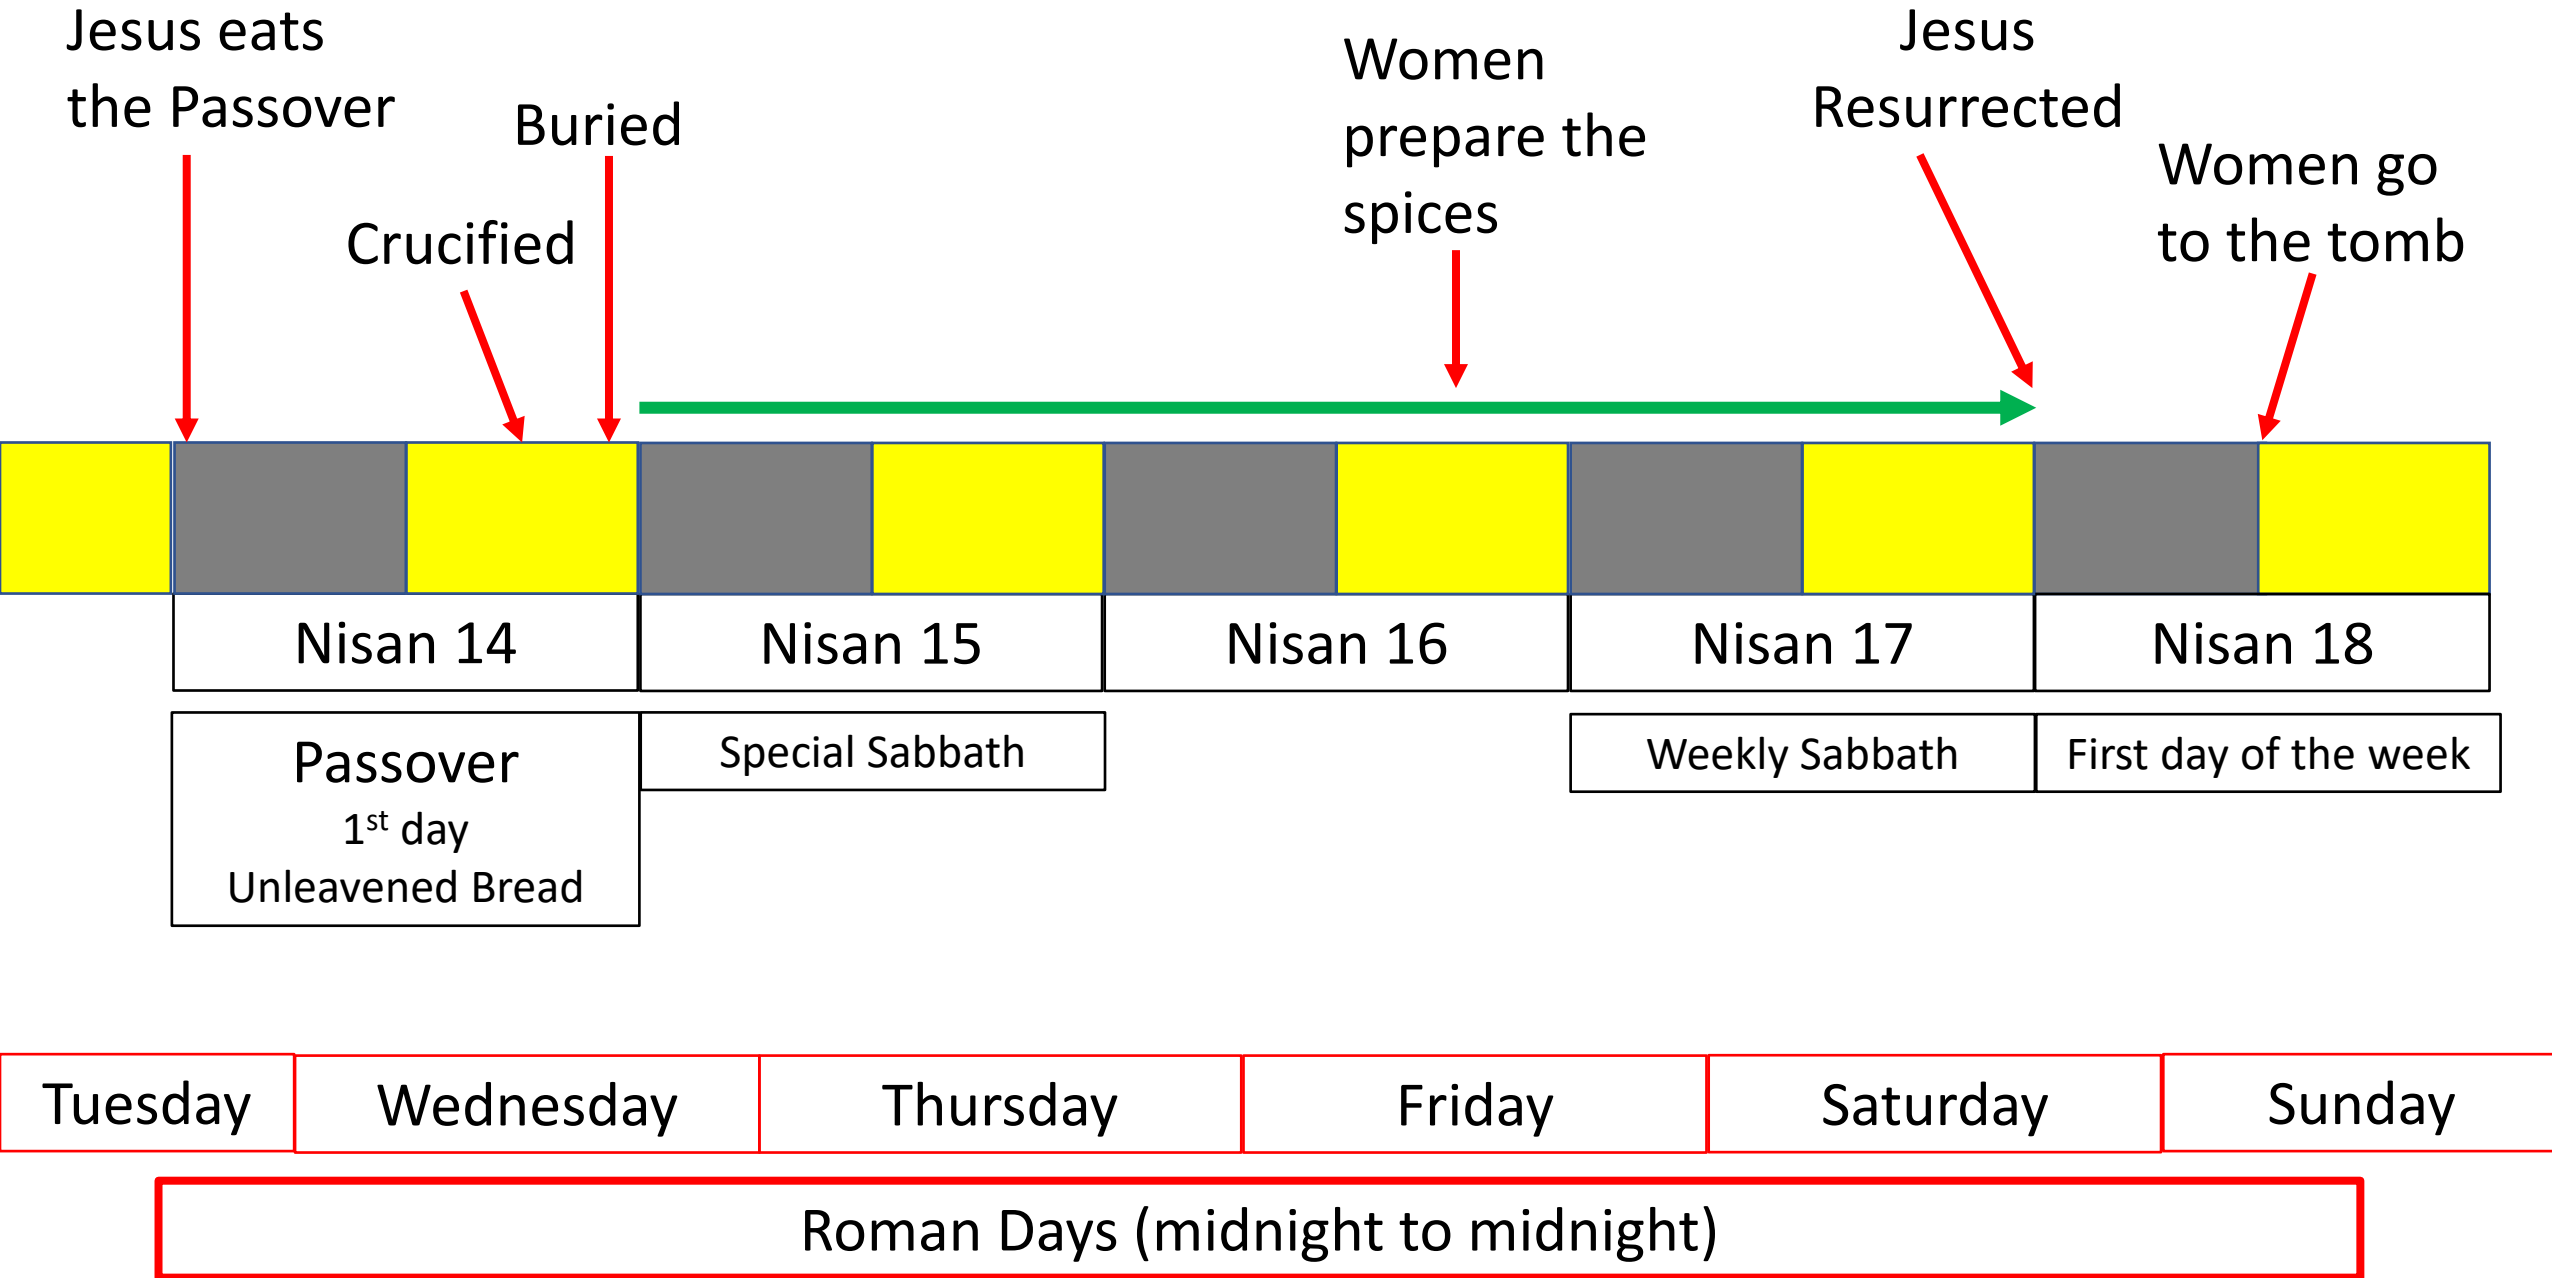 Jesus eats
the Passover
Crucified
Buried
Women
prepare the
spices
Jesus
Resurrected
Women go
to the tomb
Nisan 14
Nisan 15
Nisan 16
Nisan 17
Nisan 18
Passover
1st day
Unleavened Bread
Special Sabbath
Weekly Sabbath
First day of the week
Tuesday
Wednesday
Thursday
Friday
Saturday
Sunday
Roman Days (midnight to midnight)